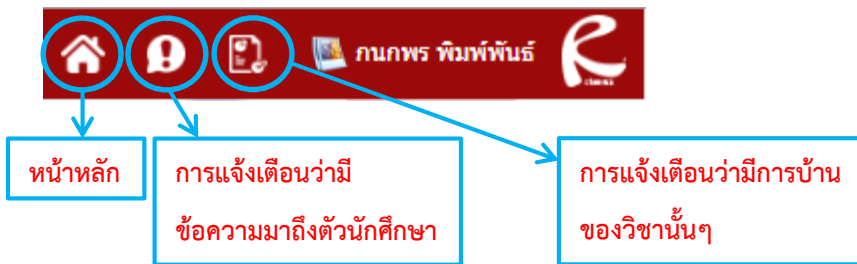 กนกพร พิมพ์พันธ์
หน้าหลัก
การแจ้งเตือนว่ามี
ข้อความมาถึงตัวนักศึกษา
การแจ้งเตือนว่ามีการบ้าน
ของวิชานั้นๆ